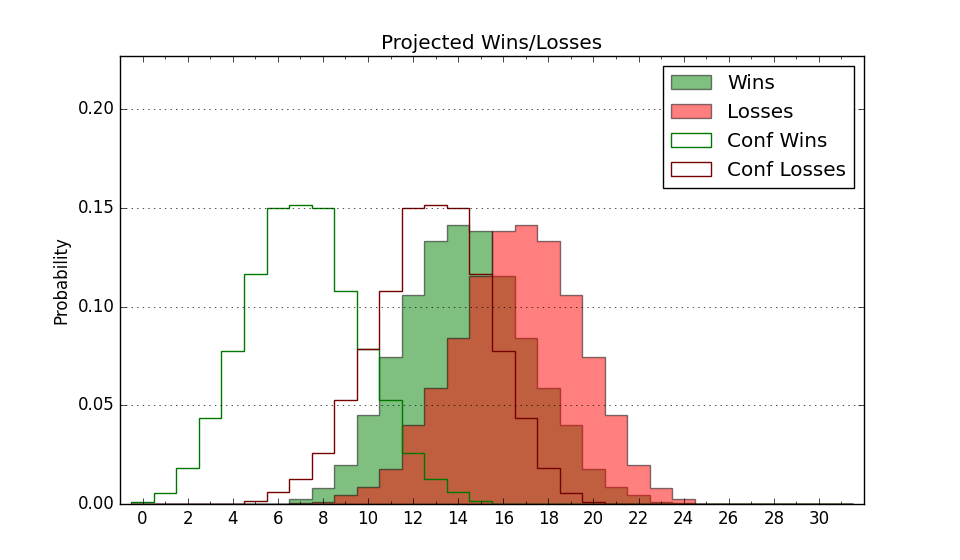 Projected Wins/Losses
Wins
Losses
Conf Wins
Conf Losses
Probability
0.20
0.15
0.10
0.05
0.00
0 2 4 6 8 10 12 14 16 18 20 22 24 26 28 30